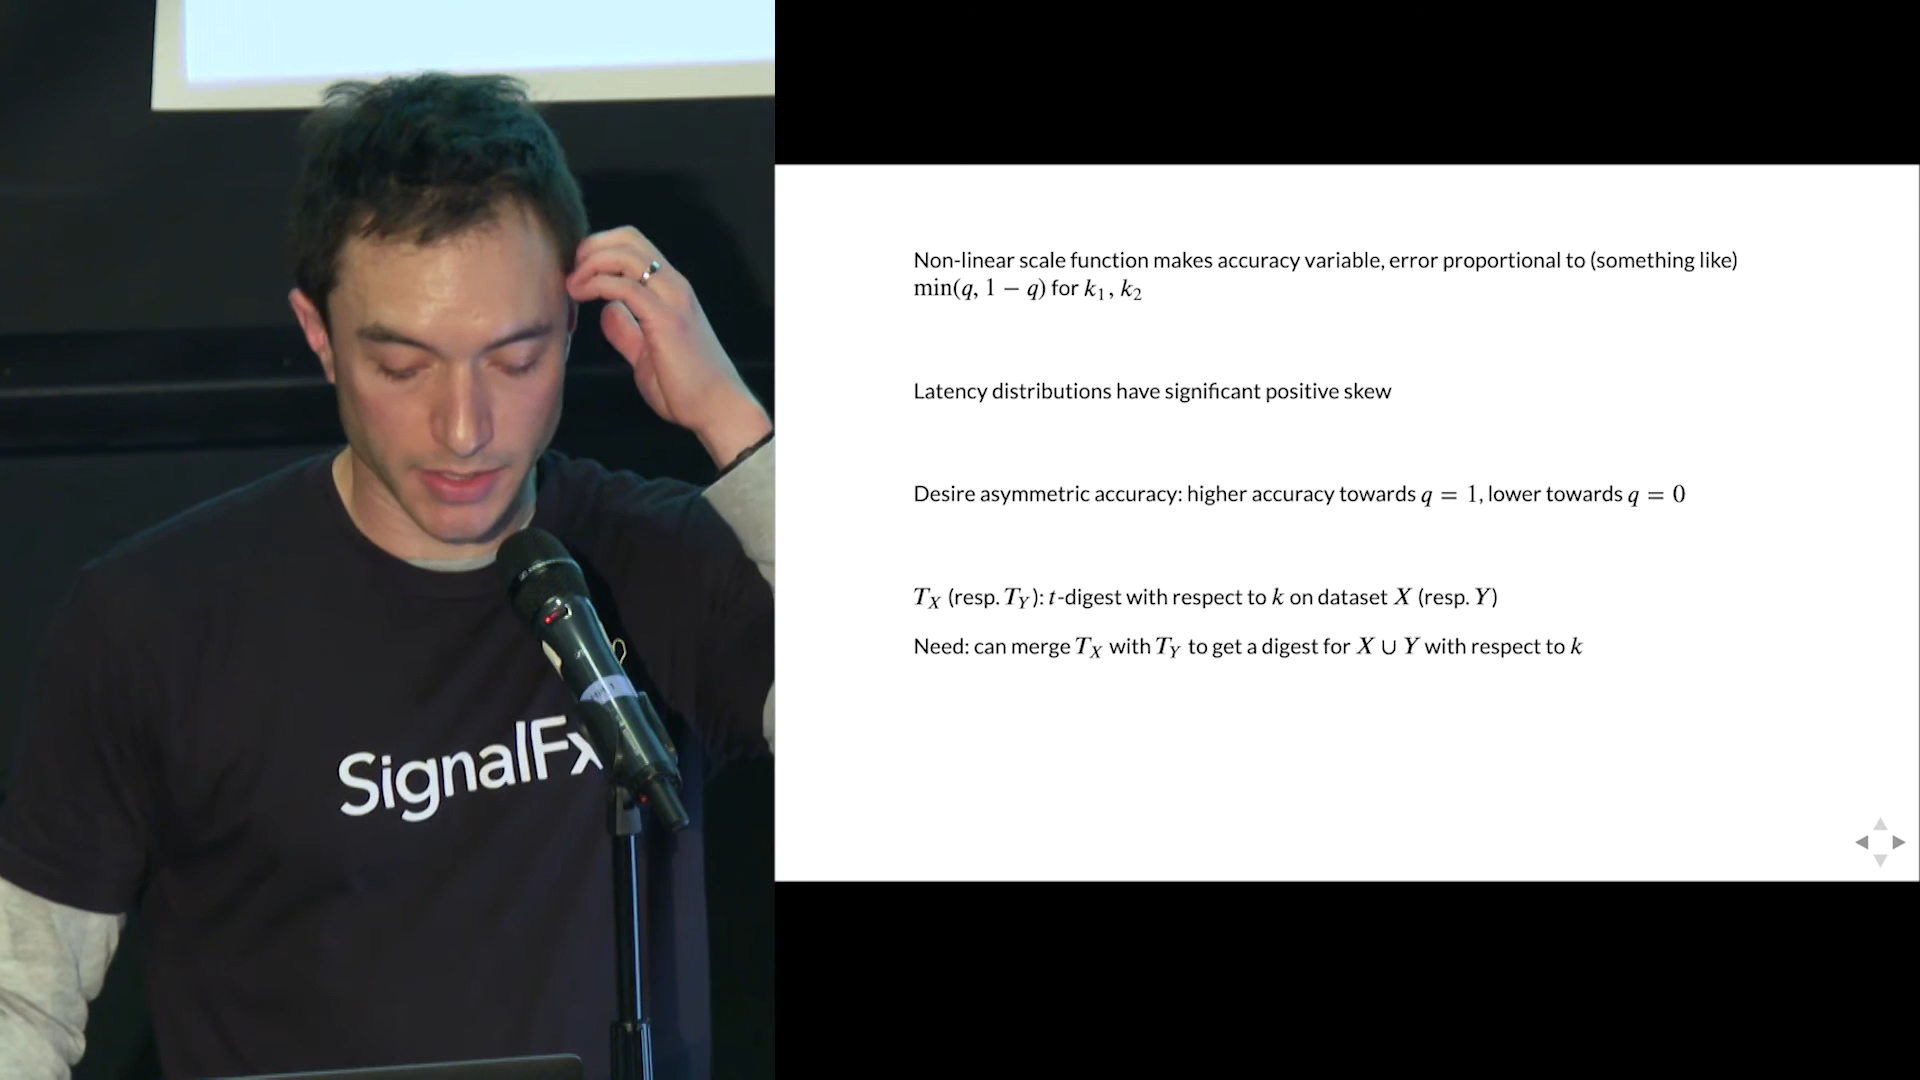 Non-linear scale function makes accuracy variable, error proportional to (something like)
min(q, 1 − q) for k₁, k₂
Latency distributions have significant positive skew
Desire asymmetric accuracy: higher accuracy towards q = 1, lower towards q = 0
T_X (resp. T_Y): t-digest with respect to k on dataset X (resp. Y)
Need: can merge T_X with T_Y to get a digest for X ∪ Y with respect to k
SignalFx